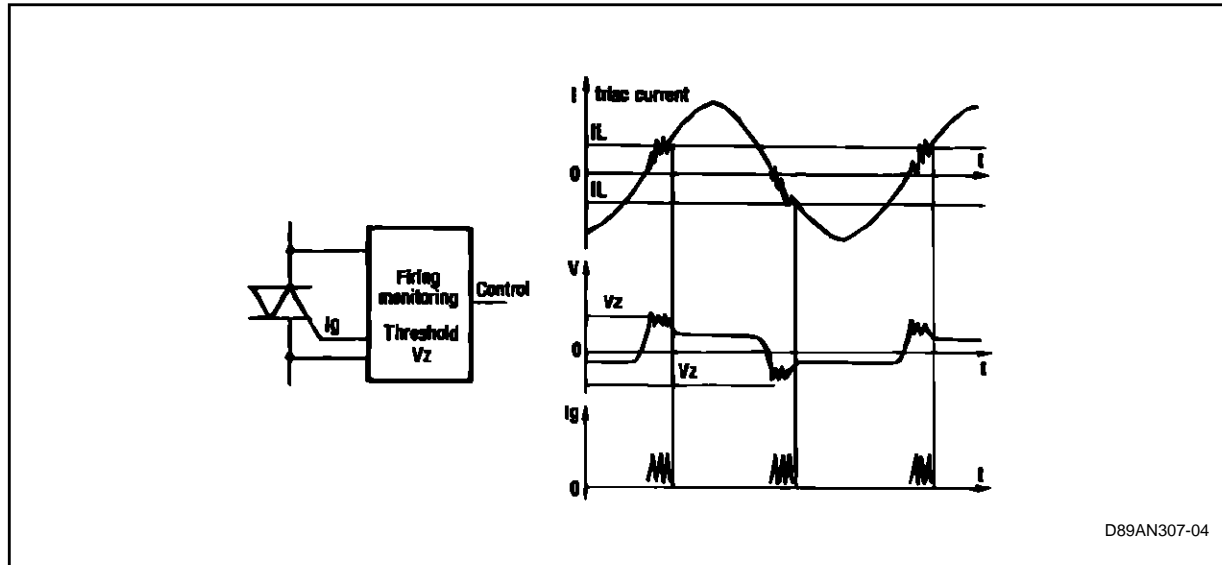 Firing
monitoring
Threshold
Vz
Control
Ig
I triac current
IL
0
t
IL
V
Vz
0
Vz
t
Ig
0
t
D89AN307-04